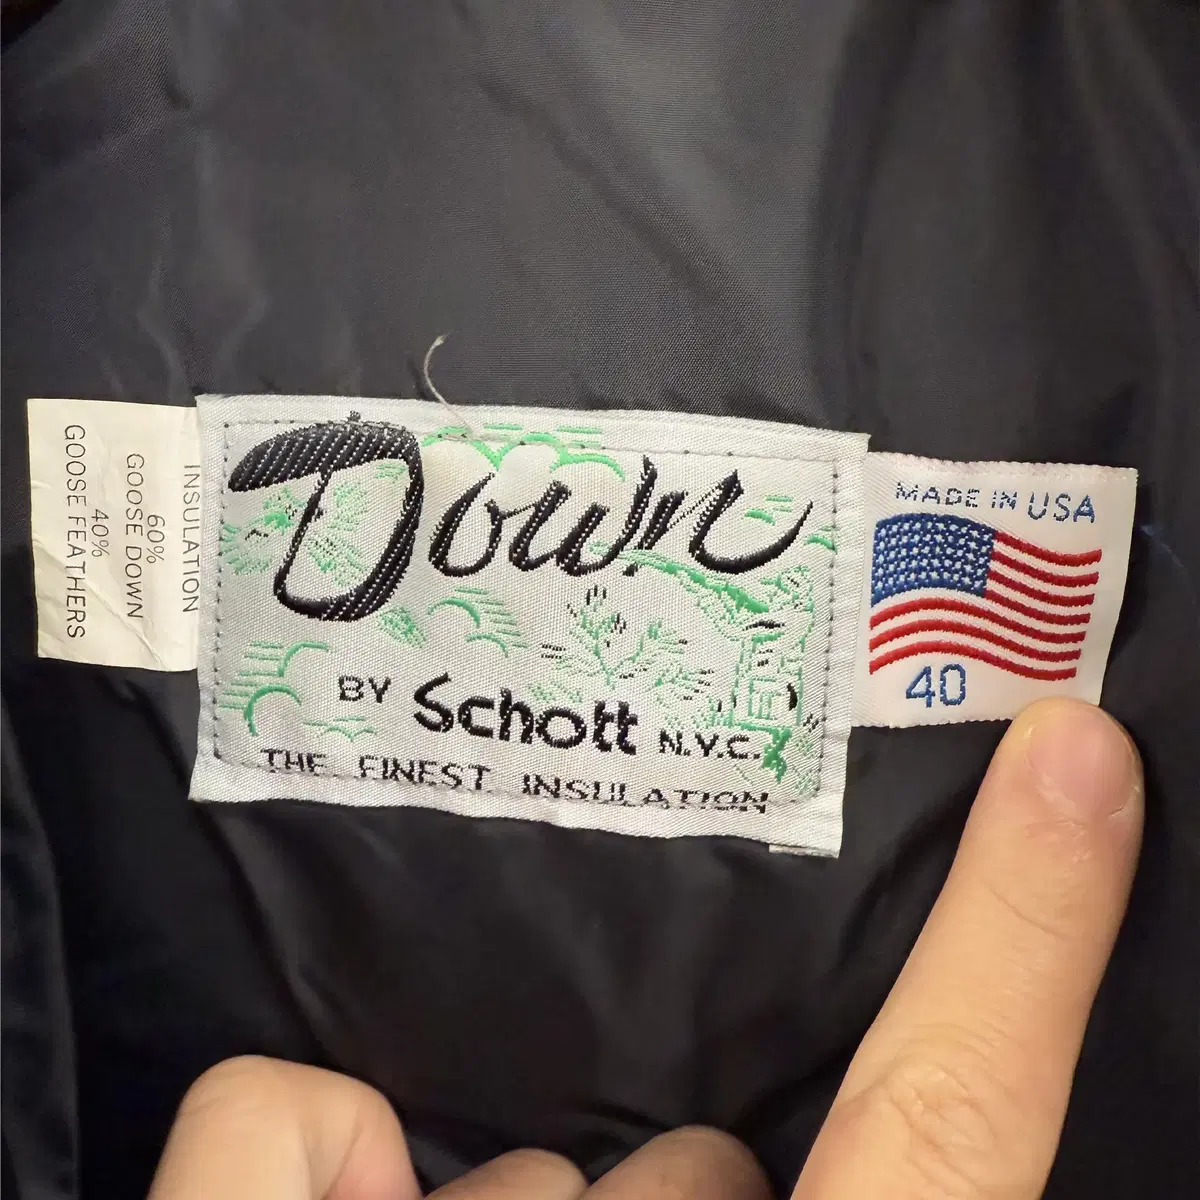 INSULATION
60%
GOOSE DOWN
40%
GOOSE FEATHERS
Down
BY Schott N.Y.C.
THE FINEST INSULATION
MADE IN USA
40